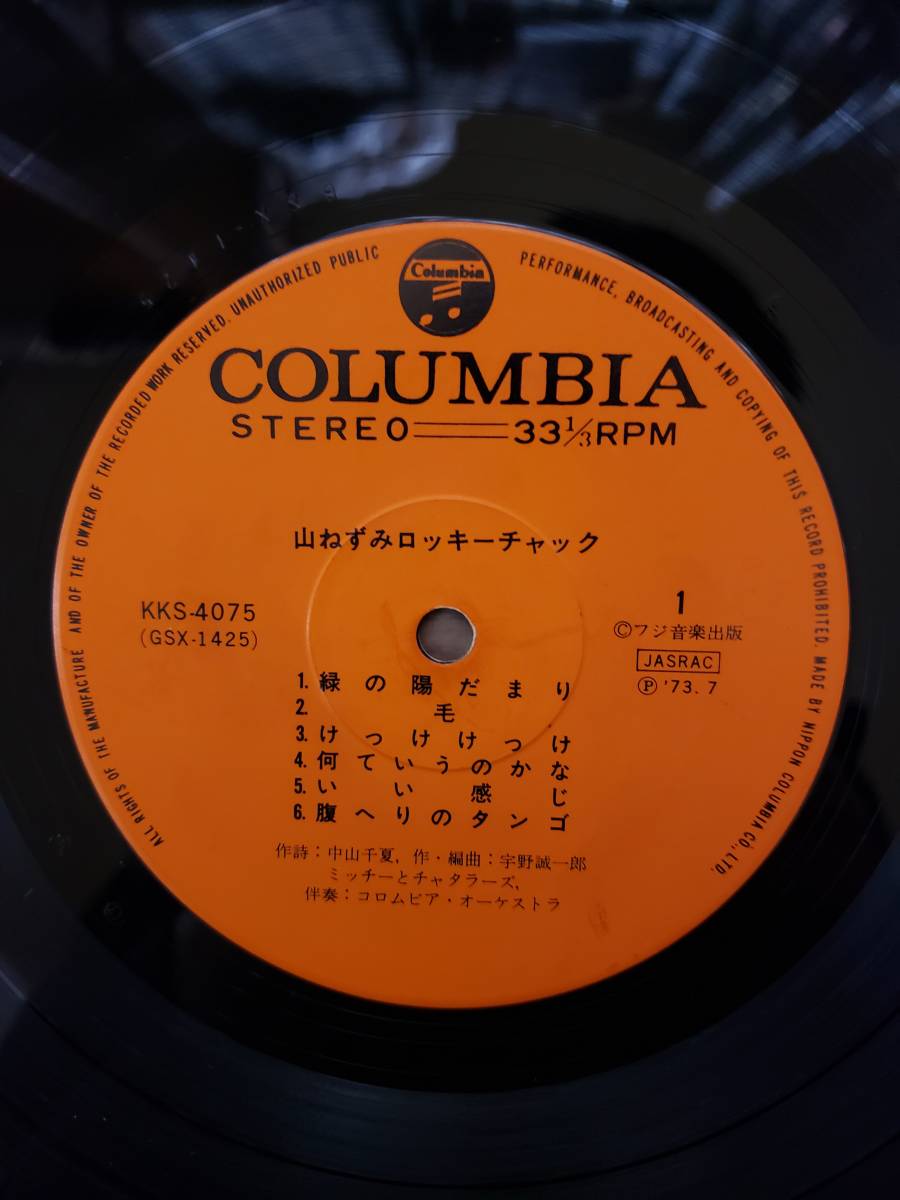 Columbia
COLUMBIA
STEREO 33 1/3 RPM
山ねずみロッキーチャック
KKS-4075
(GSX-1425)
1
©フジ音楽出版
JASRAC
Ⓟ '73.7
1. 緑の陽だまり
2. 毛
3. けっけけっけ
4. 何ていうのかな
5. いい感じ
6. 腹へりのタンゴ
作詩:中山千夏, 作・編曲:宇野誠一郎
ミッチーとチャタラーズ,
伴奏:コロムビア・オーケストラ
ALL RIGHTS OF THE MANUFACTURE AND OF THE OWNER OF THE RECORDED WORK RESERVED. UNAUTHORIZED PUBLIC PERFORMANCE, BROADCASTING AND COPYING OF THIS RECORD PROHIBITED. MADE BY NIPPON COLUMBIA CO., LTD.